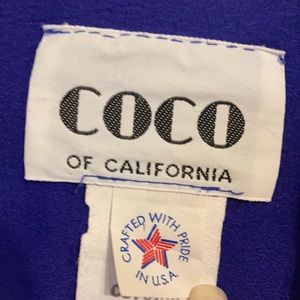 COCO
OF CALIFORNIA
CRAFTED WITH PRIDE
IN U.S.A.